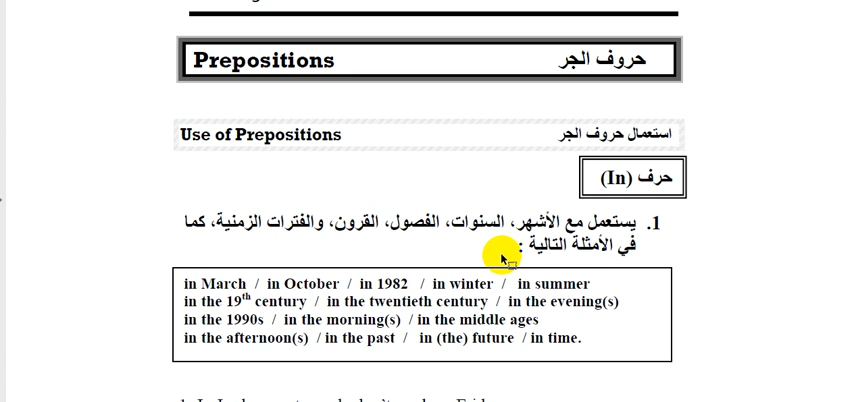 Prepositions حروف الجر
Use of Prepositions استعمال حروف الجر
حرف (In)
1. يستعمل مع الأشهر، السنوات، الفصول، القرون، والفترات الزمنية، كما
في الأمثلة التالية :
in March / in October / in 1982 / in winter / in summer
in the 19th century / in the twentieth century / in the evening(s)
in the 1990s / in the morning(s) / in the middle ages
in the afternoon(s) / in the past / in (the) future / in time.